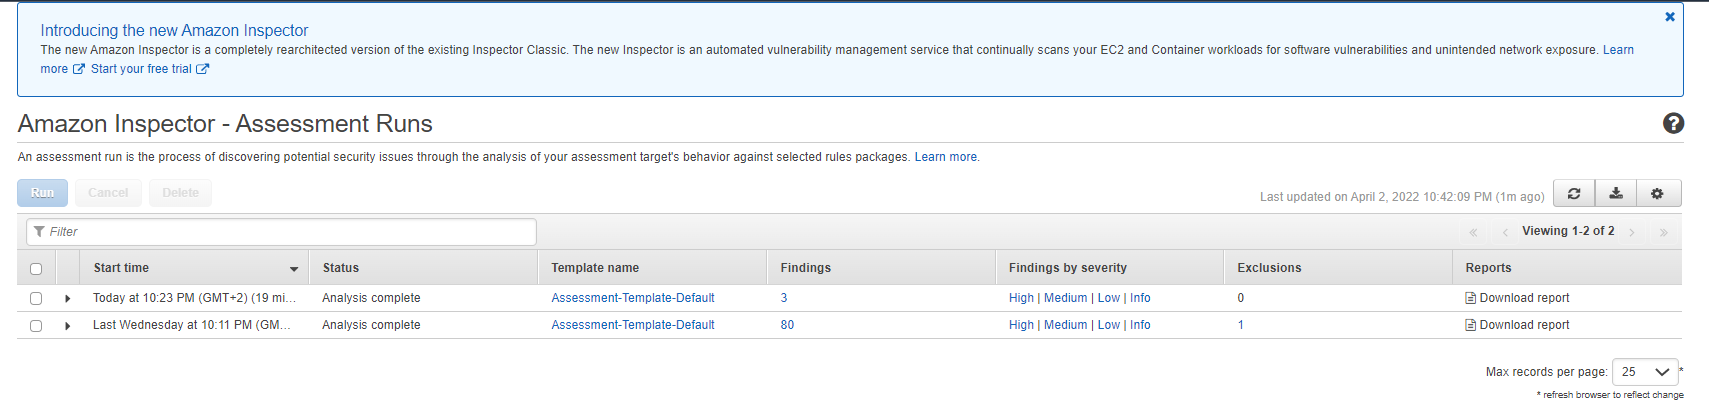 Introducing the new Amazon Inspector
The new Amazon Inspector is a completely rearchitected version of the existing Inspector Classic. The new Inspector is an automated vulnerability management service that continually scans your EC2 and Container workloads for software vulnerabilities and unintended network exposure. Learn
more Start your free trial
Amazon Inspector - Assessment Runs
An assessment run is the process of discovering potential security issues through the analysis of your assessment target's behavior against selected rules packages. Learn more.
Run Cancel Delete Last updated on April 2, 2022 10:42:09 PM (1m ago)
Filter « ‹ Viewing 1-2 of 2 › »
Start time Status Template name Findings Findings by severity Exclusions Reports
Today at 10:23 PM (GMT+2) (19 mi... Analysis complete Assessment-Template-Default 3 High | Medium | Low | Info 0 Download report
Last Wednesday at 10:11 PM (GM... Analysis complete Assessment-Template-Default 80 High | Medium | Low | Info 1 Download report
Max records per page: 25 *
* refresh browser to reflect change